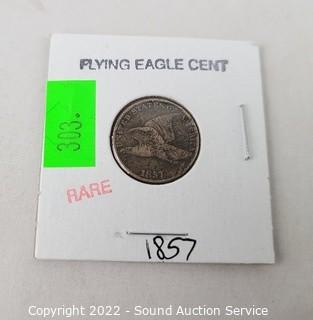 FLYING EAGLE CENT
303.
UNITED STATES OF AMERICA
1857
RARE
1857
Copyright 2022 - Sound Auction Service